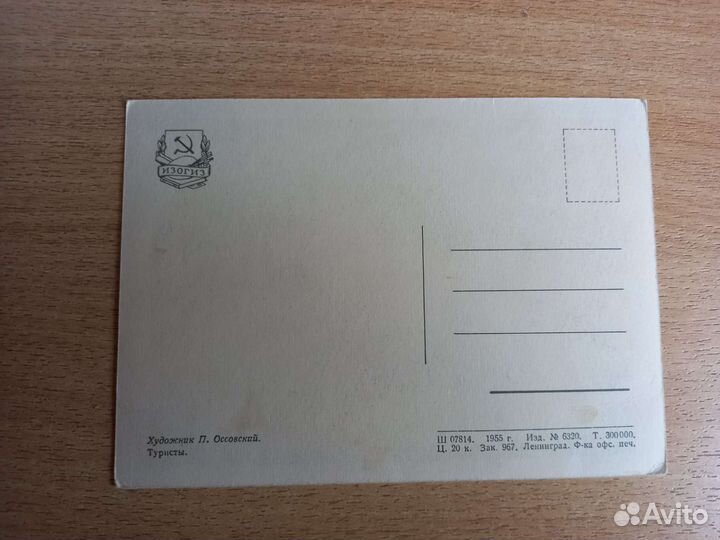 ИЗОГИЗ
Художник П. Оссовский.
Туристы.
Ш 07814. 1955 г. Изд. № 6320. Т. 300000.
Ц. 20 к. Зак. 967. Ленинград. Ф-ка офс. печ.
Avito